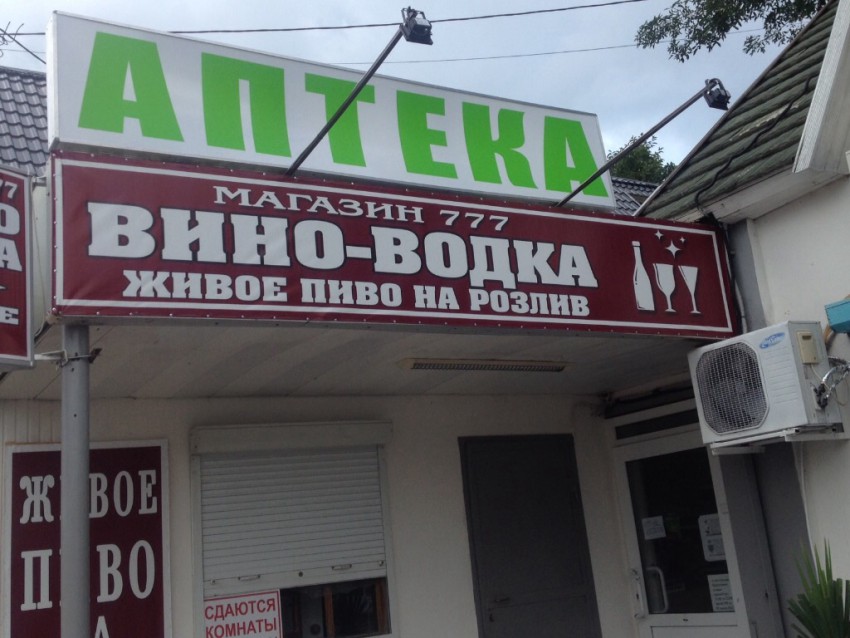 АПТЕКА
МАГАЗИН 777
ВИНО-ВОДКА
ЖИВОЕ ПИВО НА РОЗЛИВ
ЖИВОЕ
ПИВО
СДАЮТСЯ
КОМНАТЫ